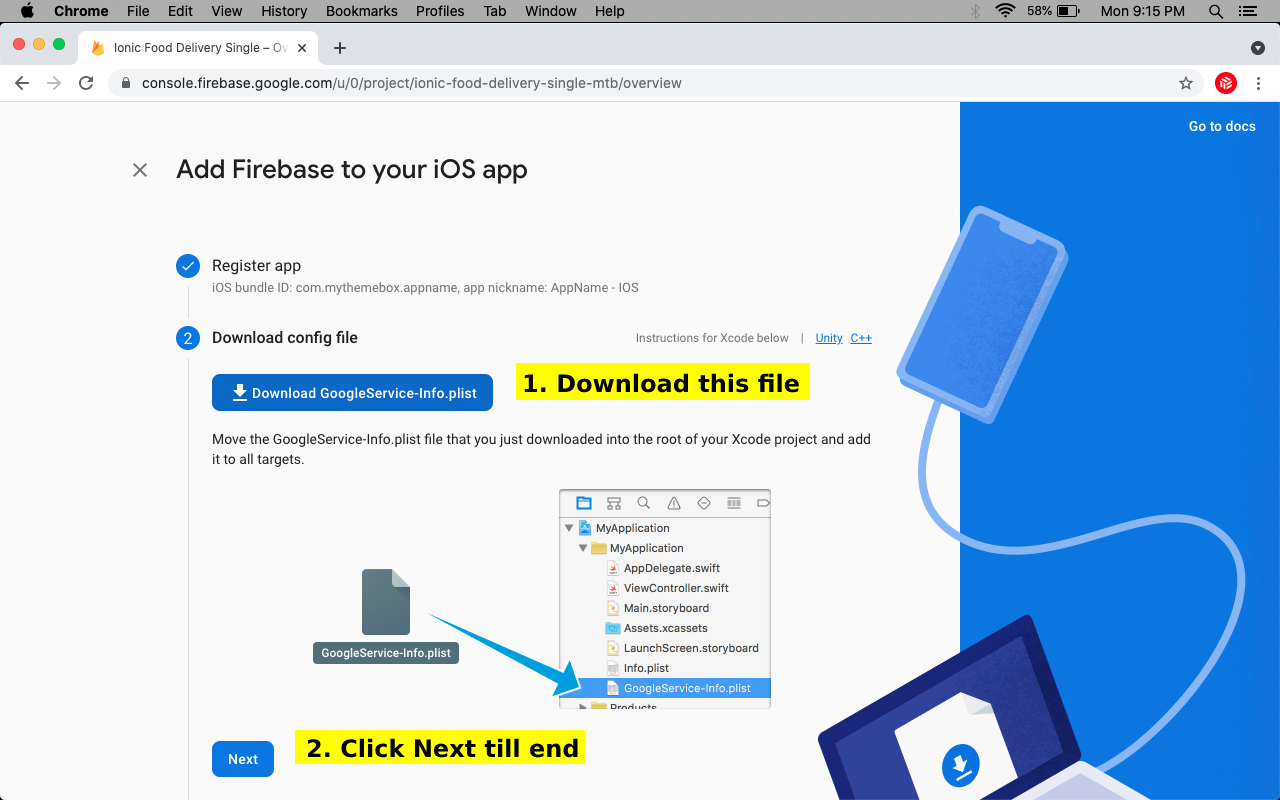 Chrome File Edit View History Bookmarks Profiles Tab Window Help 58% Mon 9:15 PM
Ionic Food Delivery Single – Ov
console.firebase.google.com/u/0/project/ionic-food-delivery-single-mtb/overview
Go to docs
Add Firebase to your iOS app
Register app
iOS bundle ID: com.mythemebox.appname, app nickname: AppName - IOS
2 Download config file
Instructions for Xcode below | Unity C++
Download GoogleService-Info.plist
1. Download this file
Move the GoogleService-Info.plist file that you just downloaded into the root of your Xcode project and add
it to all targets.
MyApplication
MyApplication
AppDelegate.swift
ViewController.swift
Main.storyboard
Assets.xcassets
LaunchScreen.storyboard
Info.plist
GoogleService-Info.plist
Products
GoogleService-Info.plist
Next
2. Click Next till end